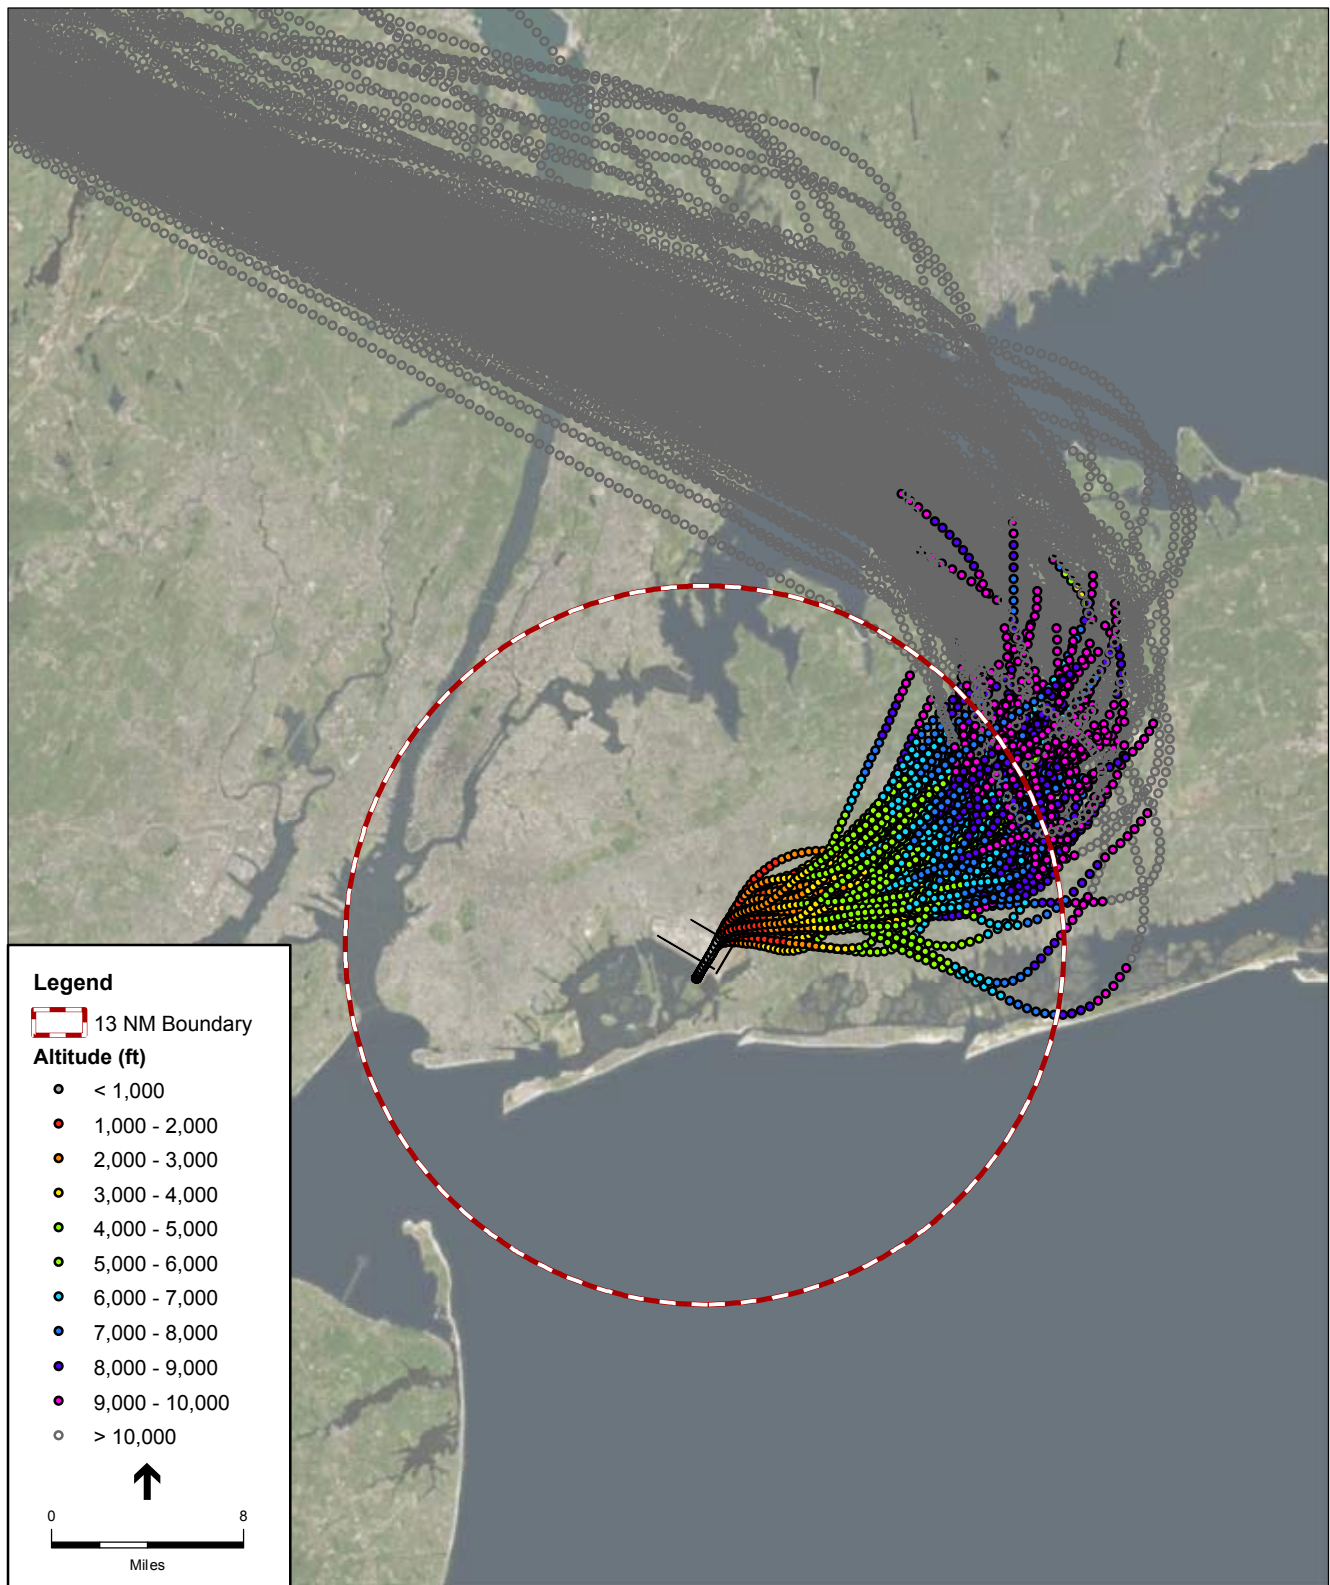 Legend
13 NM Boundary
Altitude (ft)
< 1,000
1,000 - 2,000
2,000 - 3,000
3,000 - 4,000
4,000 - 5,000
5,000 - 6,000
6,000 - 7,000
7,000 - 8,000
8,000 - 9,000
9,000 - 10,000
> 10,000
0 8
Miles